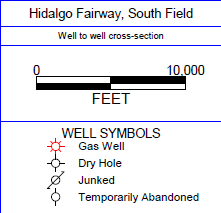 Hidalgo Fairway, South Field
Well to well cross-section
0 10,000
FEET
WELL SYMBOLS
Gas Well
Dry Hole
Junked
Temporarily Abandoned